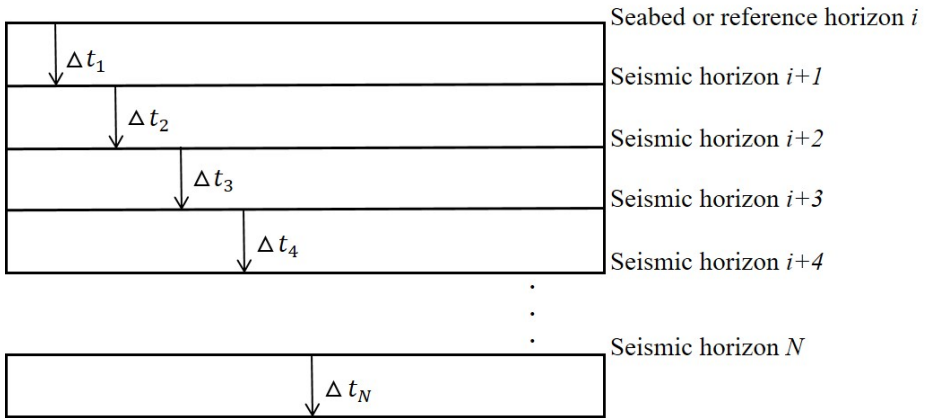 Seabed or reference horizon i
Δt₁
Seismic horizon i+1
Δt₂
Seismic horizon i+2
Δt₃
Seismic horizon i+3
Δt₄
Seismic horizon i+4
Seismic horizon N
Δt_N